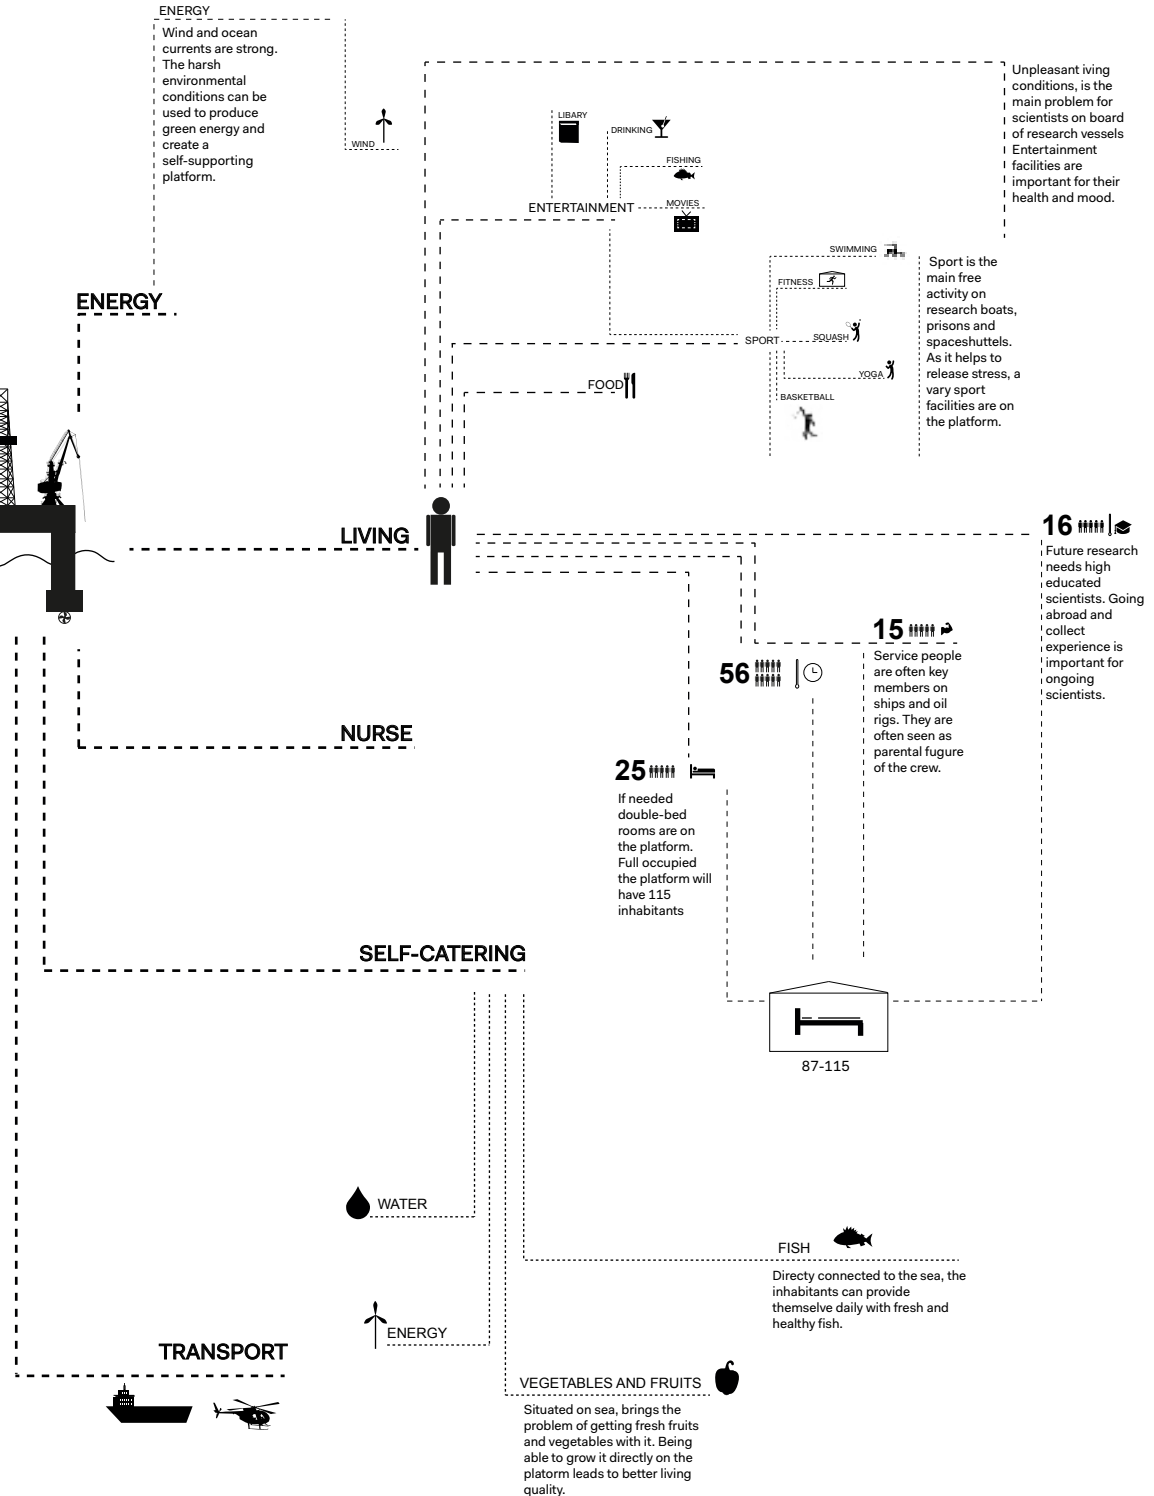 ENERGY
Wind and ocean
currents are strong.
The harsh
environmental
conditions can be
used to produce
green energy and
create a
self-supporting
platform.
WIND
Unpleasant iving
conditions, is the
main problem for
scientists on board
of research vessels
Entertainment
facilities are
important for their
health and mood.
LIBARY
DRINKING
FISHING
ENTERTAINMENT
MOVIES
SWIMMING
FITNESS
SPORT
SQUASH
YOGA
BASKETBALL
Sport is the
main free
activity on
research boats,
prisons and
spaceshuttels.
As it helps to
release stress, a
vary sport
facilities are on
the platform.
ENERGY
FOOD
LIVING
16
Future research
needs high
educated
scientists. Going
abroad and
collect
experience is
important for
ongoing
scientists.
15
Service people
are often key
members on
ships and oil
rigs. They are
often seen as
parental fugure
of the crew.
56
NURSE
25
If needed
double-bed
rooms are on
the platform.
Full occupied
the platform will
have 115
inhabitants
SELF-CATERING
87-115
WATER
FISH
Directy connected to the sea, the
inhabitants can provide
themselve daily with fresh and
healthy fish.
ENERGY
TRANSPORT
VEGETABLES AND FRUITS
Situated on sea, brings the
problem of getting fresh fruits
and vegetables with it. Being
able to grow it directly on the
platorm leads to better living
quality.